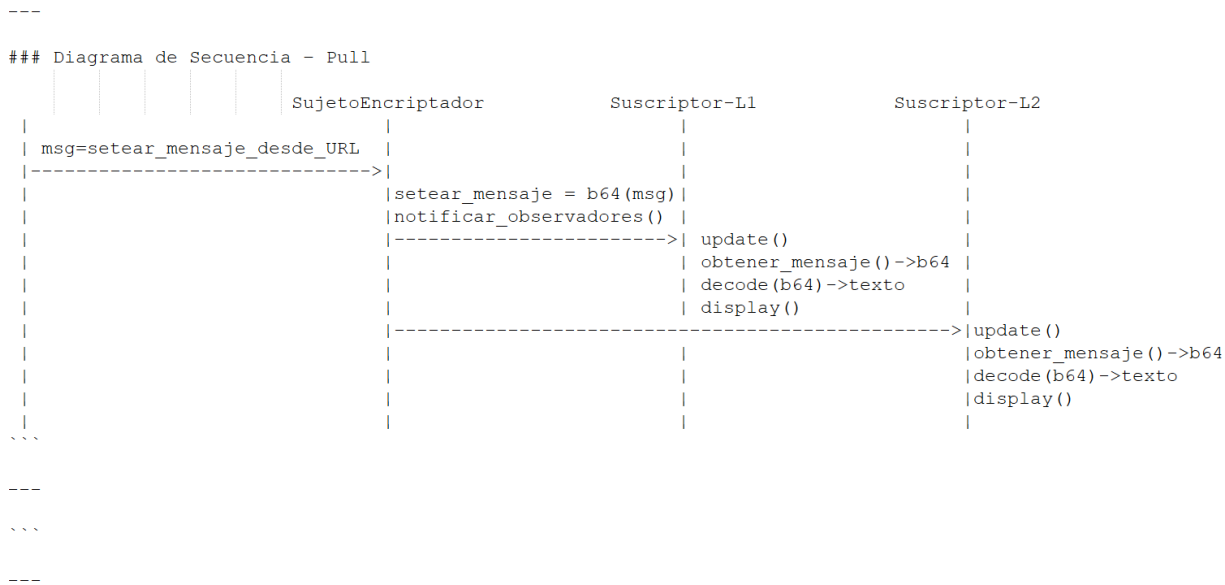 ---
### Diagrama de Secuencia - Pull
                         SujetoEncriptador           Suscriptor-L1            Suscriptor-L2
 |                                |                         |                         |
 | msg=setear_mensaje_desde_URL  |                          |                         |
 |------------------------------>|                          |                         |
 |                               |setear_mensaje = b64(msg)|                         |
 |                               |notificar_observadores() |                         |
 |                               |------------------------>| update()                |
 |                               |                         | obtener_mensaje()->b64 |
 |                               |                         | decode(b64)->texto     |
 |                               |                         | display()               |
 |                               |------------------------------------------------->|update()
 |                               |                         |                        |obtener_mensaje()->b64
 |                               |                         |                        |decode(b64)->texto
 |                               |                         |                        |display()
 |                               |                         |                        |
```
---
```
---